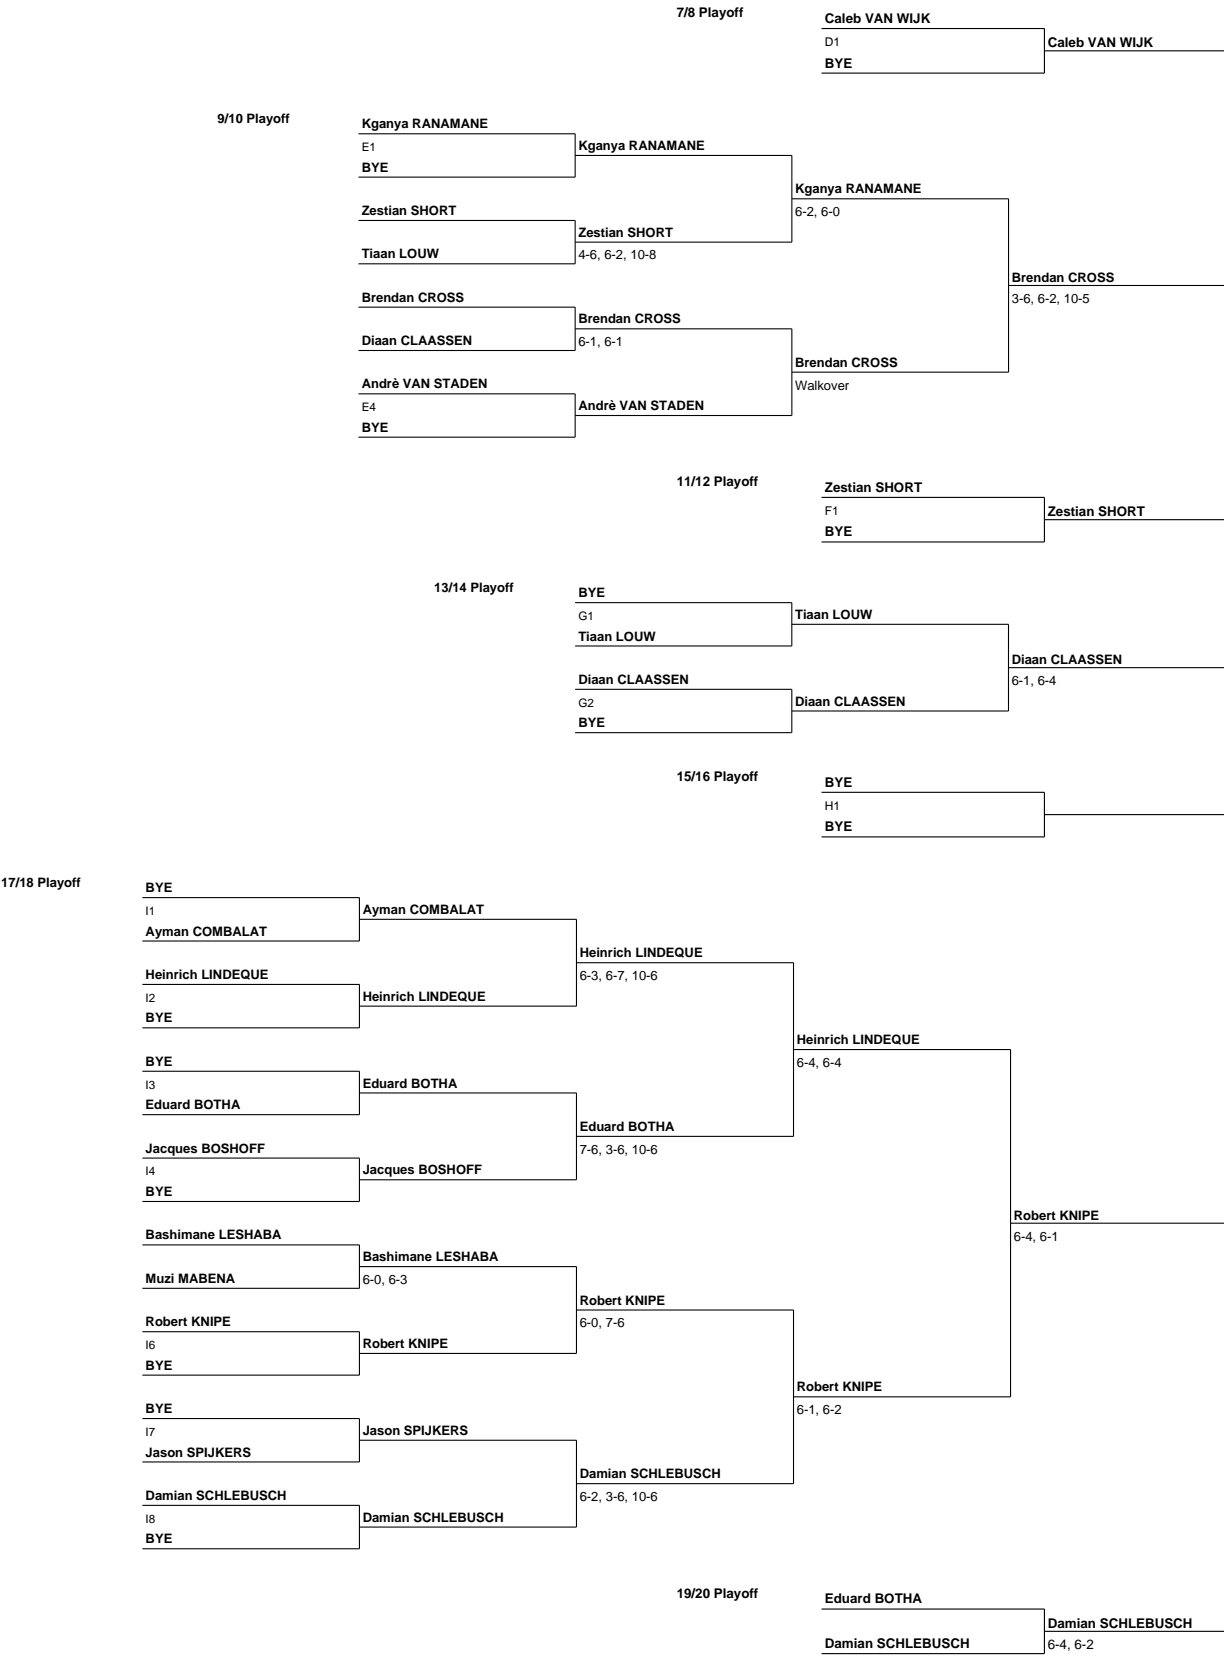 7/8 Playoff
Caleb VAN WIJK
D1
BYE
Caleb VAN WIJK
9/10 Playoff
Kganya RANAMANE
E1
BYE
Kganya RANAMANE
Zestian SHORT
Tiaan LOUW
Zestian SHORT
4-6, 6-2, 10-8
Kganya RANAMANE
6-2, 6-0
Brendan CROSS
Diaan CLAASSEN
Brendan CROSS
6-1, 6-1
Andrè VAN STADEN
E4
BYE
Andrè VAN STADEN
Brendan CROSS
Walkover
Brendan CROSS
3-6, 6-2, 10-5
11/12 Playoff
Zestian SHORT
F1
BYE
Zestian SHORT
13/14 Playoff
BYE
G1
Tiaan LOUW
Tiaan LOUW
Diaan CLAASSEN
G2
BYE
Diaan CLAASSEN
Diaan CLAASSEN
6-1, 6-4
15/16 Playoff
BYE
H1
BYE
17/18 Playoff
BYE
I1
Ayman COMBALAT
Ayman COMBALAT
Heinrich LINDEQUE
I2
BYE
Heinrich LINDEQUE
Heinrich LINDEQUE
6-3, 6-7, 10-6
BYE
I3
Eduard BOTHA
Eduard BOTHA
Jacques BOSHOFF
I4
BYE
Jacques BOSHOFF
Eduard BOTHA
7-6, 3-6, 10-6
Heinrich LINDEQUE
6-4, 6-4
Bashimane LESHABA
Muzi MABENA
Bashimane LESHABA
6-0, 6-3
Robert KNIPE
I6
BYE
Robert KNIPE
Robert KNIPE
6-0, 7-6
BYE
I7
Jason SPIJKERS
Jason SPIJKERS
Damian SCHLEBUSCH
I8
BYE
Damian SCHLEBUSCH
Damian SCHLEBUSCH
6-2, 3-6, 10-6
Robert KNIPE
6-1, 6-2
Robert KNIPE
6-4, 6-1
19/20 Playoff
Eduard BOTHA
Damian SCHLEBUSCH
Damian SCHLEBUSCH
6-4, 6-2